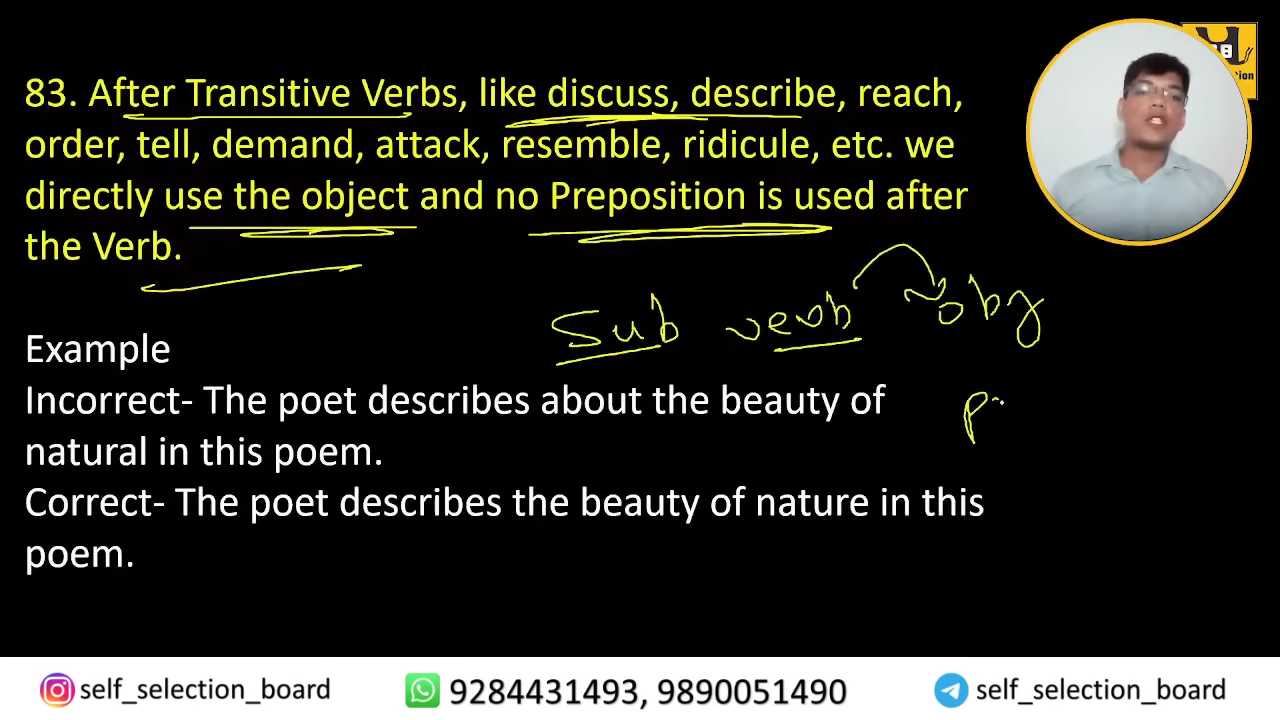 83. After Transitive Verbs, like discuss, describe, reach,
order, tell, demand, attack, resemble, ridicule, etc. we
directly use the object and no Preposition is used after
the Verb.
Sub verb obj
Example
Incorrect- The poet describes about the beauty of
natural in this poem.
Correct- The poet describes the beauty of nature in this
poem.
self_selection_board 9284431493, 9890051490 self_selection_board